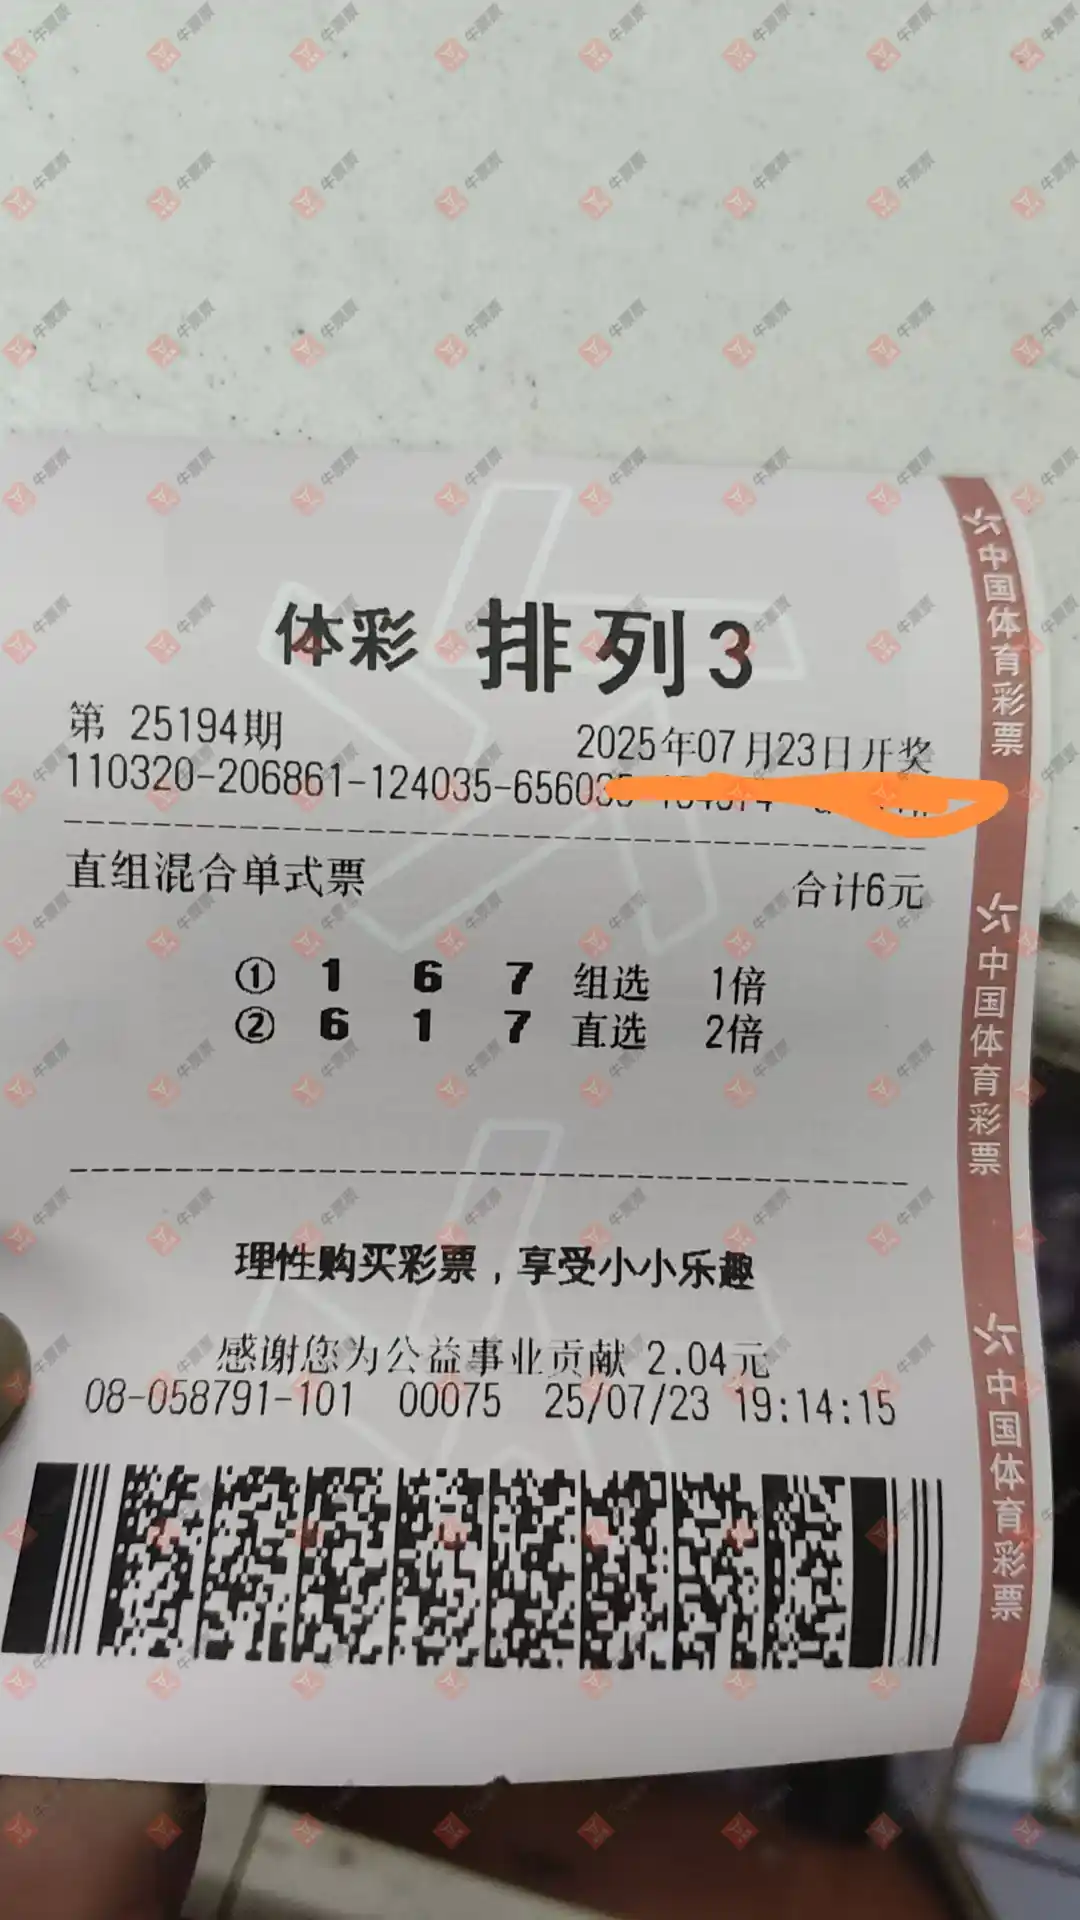 体彩 排列3
第 25194期
2025年07月23日开奖
110320-206861-124035-656035
直组混合单式票
合计6元
① 1 6 7 组选 1倍
② 6 1 7 直选 2倍
理性购买彩票，享受小小乐趣
感谢您为公益事业贡献 2.04元
08-058791-101 00075 25/07/23 19:14:15
中国体育彩票
中国体育彩票
中国体育彩票
牛票票